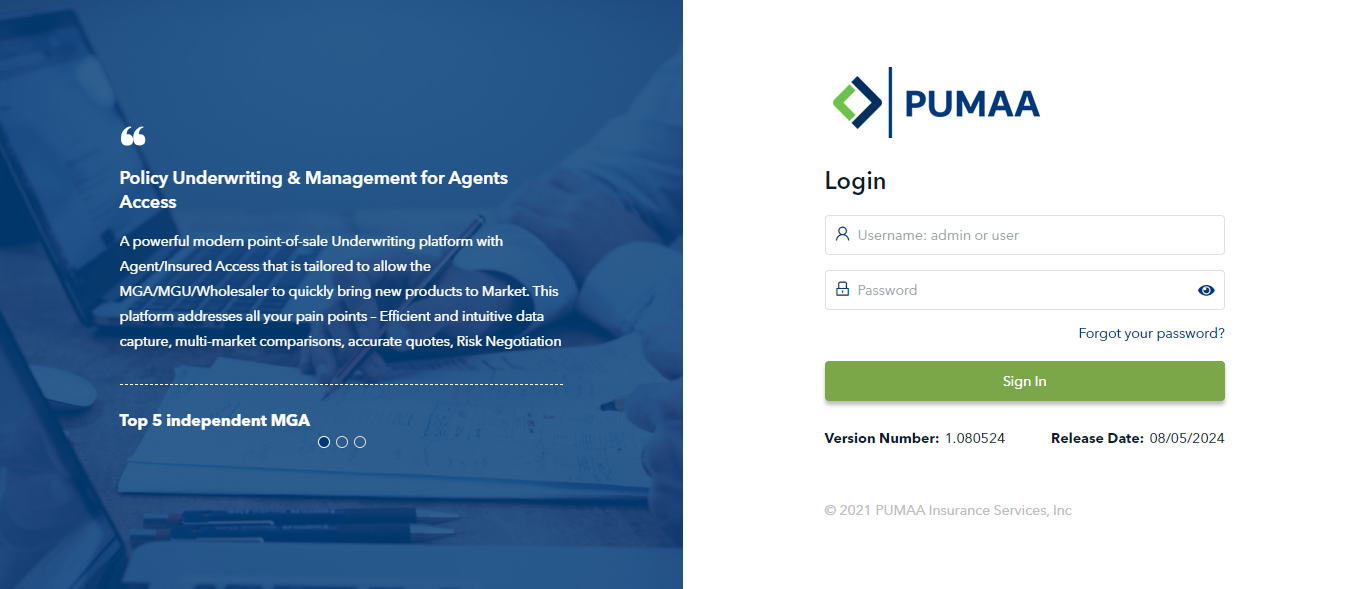 ❝
Policy Underwriting & Management for Agents
Access
A powerful modern point-of-sale Underwriting platform with
Agent/Insured Access that is tailored to allow the
MGA/MGU/Wholesaler to quickly bring new products to Market. This
platform addresses all your pain points – Efficient and intuitive data
capture, multi-market comparisons, accurate quotes, Risk Negotiation
Top 5 independent MGA
PUMAA
Login
Username: admin or user
Password
Forgot your password?
Sign In
Version Number: 1.080524 Release Date: 08/05/2024
© 2021 PUMAA Insurance Services, Inc